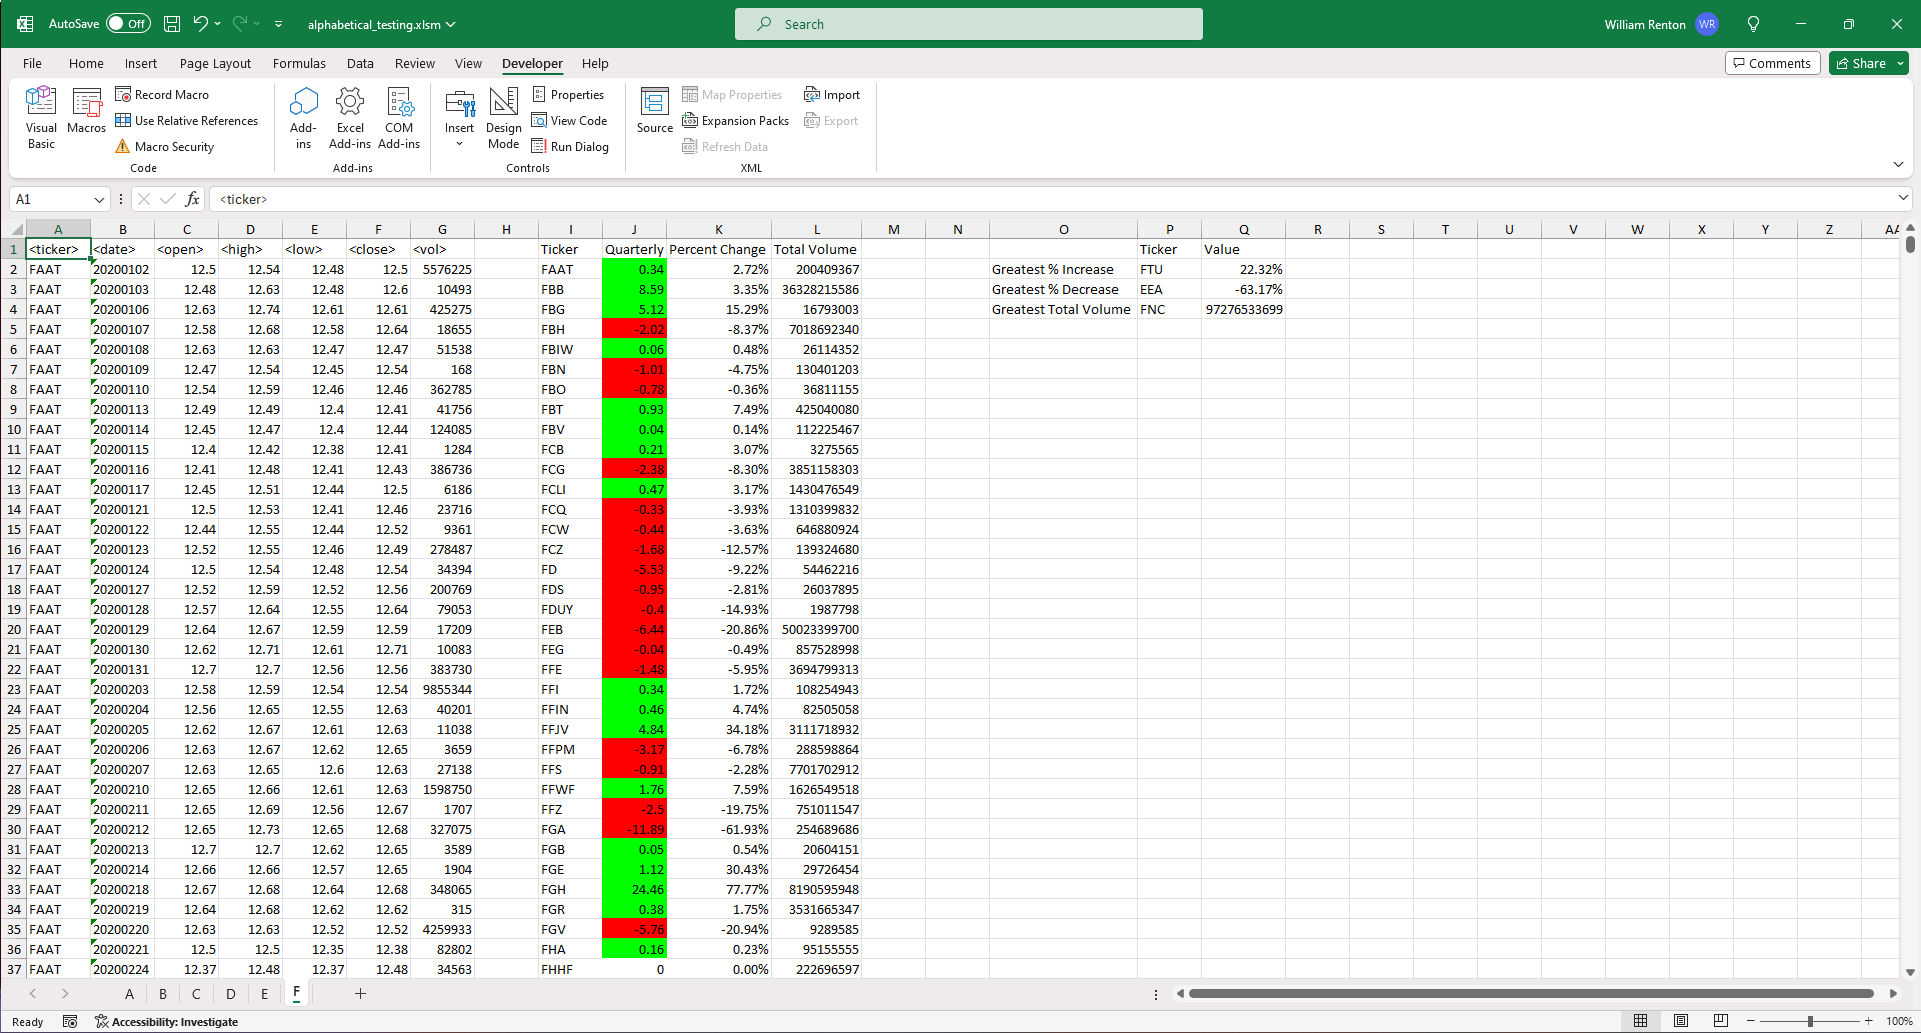 AutoSave Off alphabetical_testing.xlsm Search William Renton WR
File Home Insert Page Layout Formulas Data Review View Developer Help Comments Share
Visual Basic
Macros
Record Macro
Use Relative References
Macro Security
Code
Add-ins
Excel Add-ins
COM Add-ins
Add-ins
Insert
Design Mode
Properties
View Code
Run Dialog
Controls
Source
Map Properties
Expansion Packs
Refresh Data
Import
Export
XML
A1 fx <ticker>
A B C D E F G H I J K L M N O P Q R S T U V W X Y Z AA
1 <ticker> <date> <open> <high> <low> <close> <vol> Ticker Quarterly Percent Change Total Volume Ticker Value
2 FAAT 20200102 12.5 12.54 12.48 12.5 5576225 FAAT 0.34 2.72% 200409367 Greatest % Increase FTU 22.32%
3 FAAT 20200103 12.48 12.63 12.48 12.6 10493 FBB 8.59 3.35% 36328215586 Greatest % Decrease EEA -63.17%
4 FAAT 20200106 12.63 12.74 12.61 12.61 425275 FBG 5.12 15.29% 16793003 Greatest Total Volume FNC 97276533699
5 FAAT 20200107 12.58 12.68 12.58 12.64 18655 FBH -2.02 -8.37% 7018692340
6 FAAT 20200108 12.63 12.63 12.47 12.47 51538 FBIW 0.06 0.48% 26114352
7 FAAT 20200109 12.47 12.54 12.45 12.54 168 FBN -1.01 -4.75% 130401203
8 FAAT 20200110 12.54 12.59 12.46 12.46 362785 FBO -0.78 -0.36% 36811155
9 FAAT 20200113 12.49 12.49 12.4 12.41 41756 FBT 0.93 7.49% 425040080
10 FAAT 20200114 12.45 12.47 12.4 12.44 124085 FBV 0.04 0.14% 112225467
11 FAAT 20200115 12.4 12.42 12.38 12.41 1284 FCB 0.21 3.07% 3275565
12 FAAT 20200116 12.41 12.48 12.41 12.43 386736 FCG -2.38 -8.30% 3851158303
13 FAAT 20200117 12.45 12.51 12.44 12.5 6186 FCLI 0.47 3.17% 1430476549
14 FAAT 20200121 12.5 12.53 12.41 12.46 23716 FCQ -0.33 -3.93% 1310399832
15 FAAT 20200122 12.44 12.55 12.44 12.52 9361 FCW -0.44 -3.63% 646880924
16 FAAT 20200123 12.52 12.55 12.46 12.49 278487 FCZ -1.68 -12.57% 139324680
17 FAAT 20200124 12.5 12.54 12.48 12.54 34394 FD -5.53 -9.22% 54462216
18 FAAT 20200127 12.52 12.59 12.52 12.56 200769 FDS -0.95 -2.81% 26037895
19 FAAT 20200128 12.57 12.64 12.55 12.64 79053 FDUY -0.4 -14.93% 1987798
20 FAAT 20200129 12.64 12.67 12.59 12.59 17209 FEB -6.44 -20.86% 50023399700
21 FAAT 20200130 12.62 12.71 12.61 12.71 10083 FEG -0.04 -0.49% 857528998
22 FAAT 20200131 12.7 12.7 12.56 12.56 383730 FFE -1.48 -5.95% 3694799313
23 FAAT 20200203 12.58 12.59 12.54 12.54 9855344 FFI 0.34 1.72% 108254943
24 FAAT 20200204 12.56 12.65 12.55 12.63 40201 FFIN 0.46 4.74% 82505058
25 FAAT 20200205 12.62 12.67 12.61 12.63 11038 FFJV 4.84 34.18% 3111718932
26 FAAT 20200206 12.63 12.67 12.62 12.65 3659 FFPM -3.17 -6.78% 288598864
27 FAAT 20200207 12.63 12.65 12.6 12.63 27138 FFS -0.91 -2.28% 7701702912
28 FAAT 20200210 12.65 12.66 12.61 12.63 1598750 FFWF 1.76 7.59% 1626549518
29 FAAT 20200211 12.65 12.69 12.56 12.67 1707 FFZ -2.5 -19.75% 751011547
30 FAAT 20200212 12.65 12.73 12.65 12.68 327075 FGA -11.89 -61.93% 254689686
31 FAAT 20200213 12.7 12.7 12.62 12.65 3589 FGB 0.05 0.54% 20604151
32 FAAT 20200214 12.66 12.66 12.57 12.65 1904 FGE 1.12 30.43% 29726454
33 FAAT 20200218 12.67 12.68 12.64 12.68 348065 FGH 24.46 77.77% 8190595948
34 FAAT 20200219 12.64 12.68 12.62 12.62 315 FGR 0.38 1.75% 3531665347
35 FAAT 20200220 12.63 12.63 12.52 12.52 4259933 FGV -5.76 -20.94% 9289585
36 FAAT 20200221 12.5 12.5 12.35 12.38 82802 FHA 0.16 0.23% 95155555
37 FAAT 20200224 12.37 12.48 12.37 12.48 34563 FHHF 0 0.00% 222696597
A B C D E F
Ready Accessibility: Investigate 100%